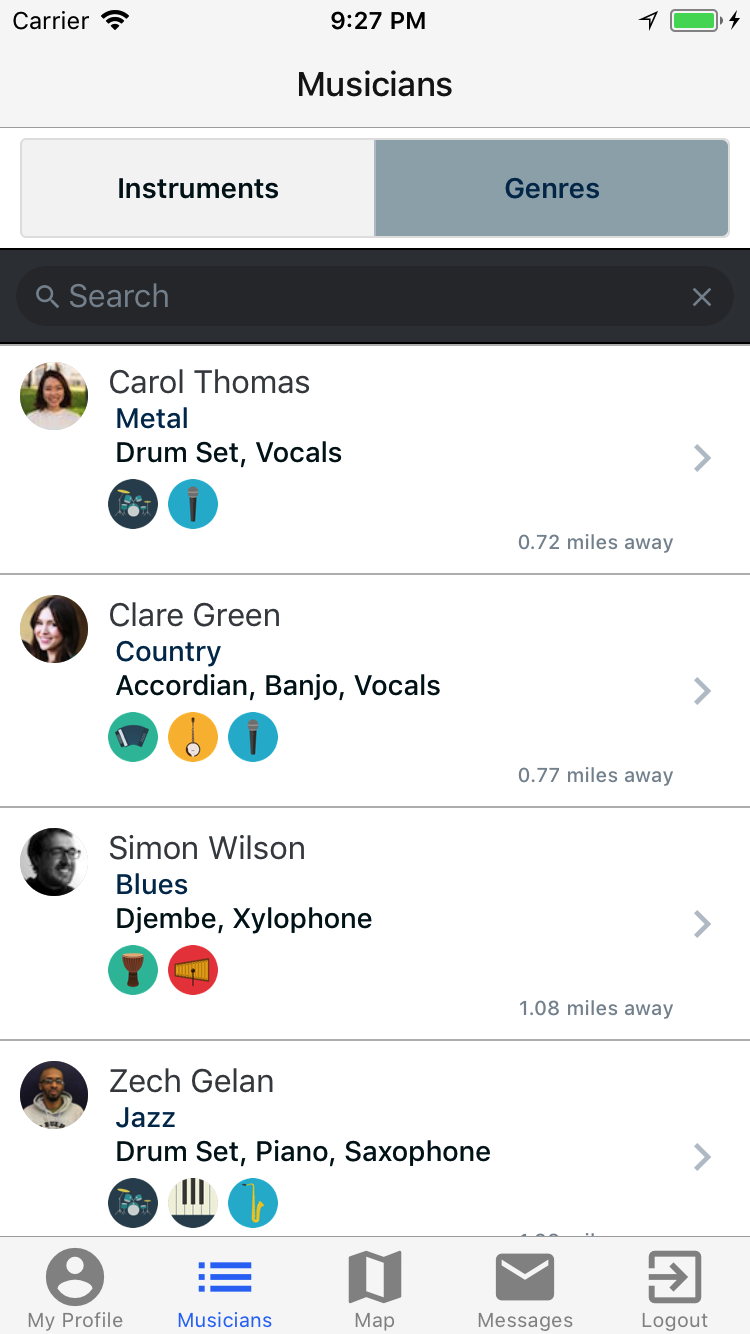 Carrier 9:27 PM
Musicians
Instruments Genres
Search
Carol Thomas
Metal
Drum Set, Vocals
0.72 miles away
Clare Green
Country
Accordian, Banjo, Vocals
0.77 miles away
Simon Wilson
Blues
Djembe, Xylophone
1.08 miles away
Zech Gelan
Jazz
Drum Set, Piano, Saxophone
My Profile Musicians Map Messages Logout